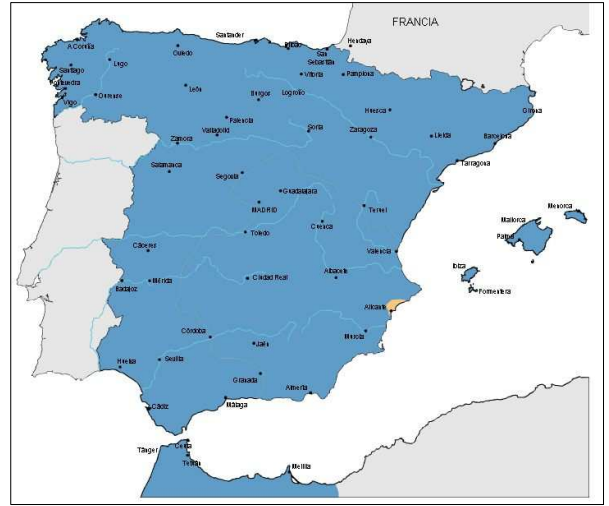 FRANCIA
Santander
Bilbao
San
Sebastián
Hendaya
A Coruña
Oviedo
Lugo
Santiago
Vitoria
Pamplona
Pontevedra
Vigo
Ourense
León
Burgos
Logroño
Huesca
Girona
Palencia
Valladolid
Zamora
Soria
Zaragoza
Lleida
Barcelona
Tarragona
Salamanca
Segovia
Guadalajara
MADRID
Teruel
Cuenca
Toledo
Menorca
Mallorca
Palma
Cáceres
Valencia
Ibiza
Formentera
Badajoz
Mérida
Ciudad Real
Albacete
Alicante
Murcia
Córdoba
Jaén
Huelva
Sevilla
Granada
Almería
Cádiz
Málaga
Tánger
Ceuta
Tetuán
Melilla